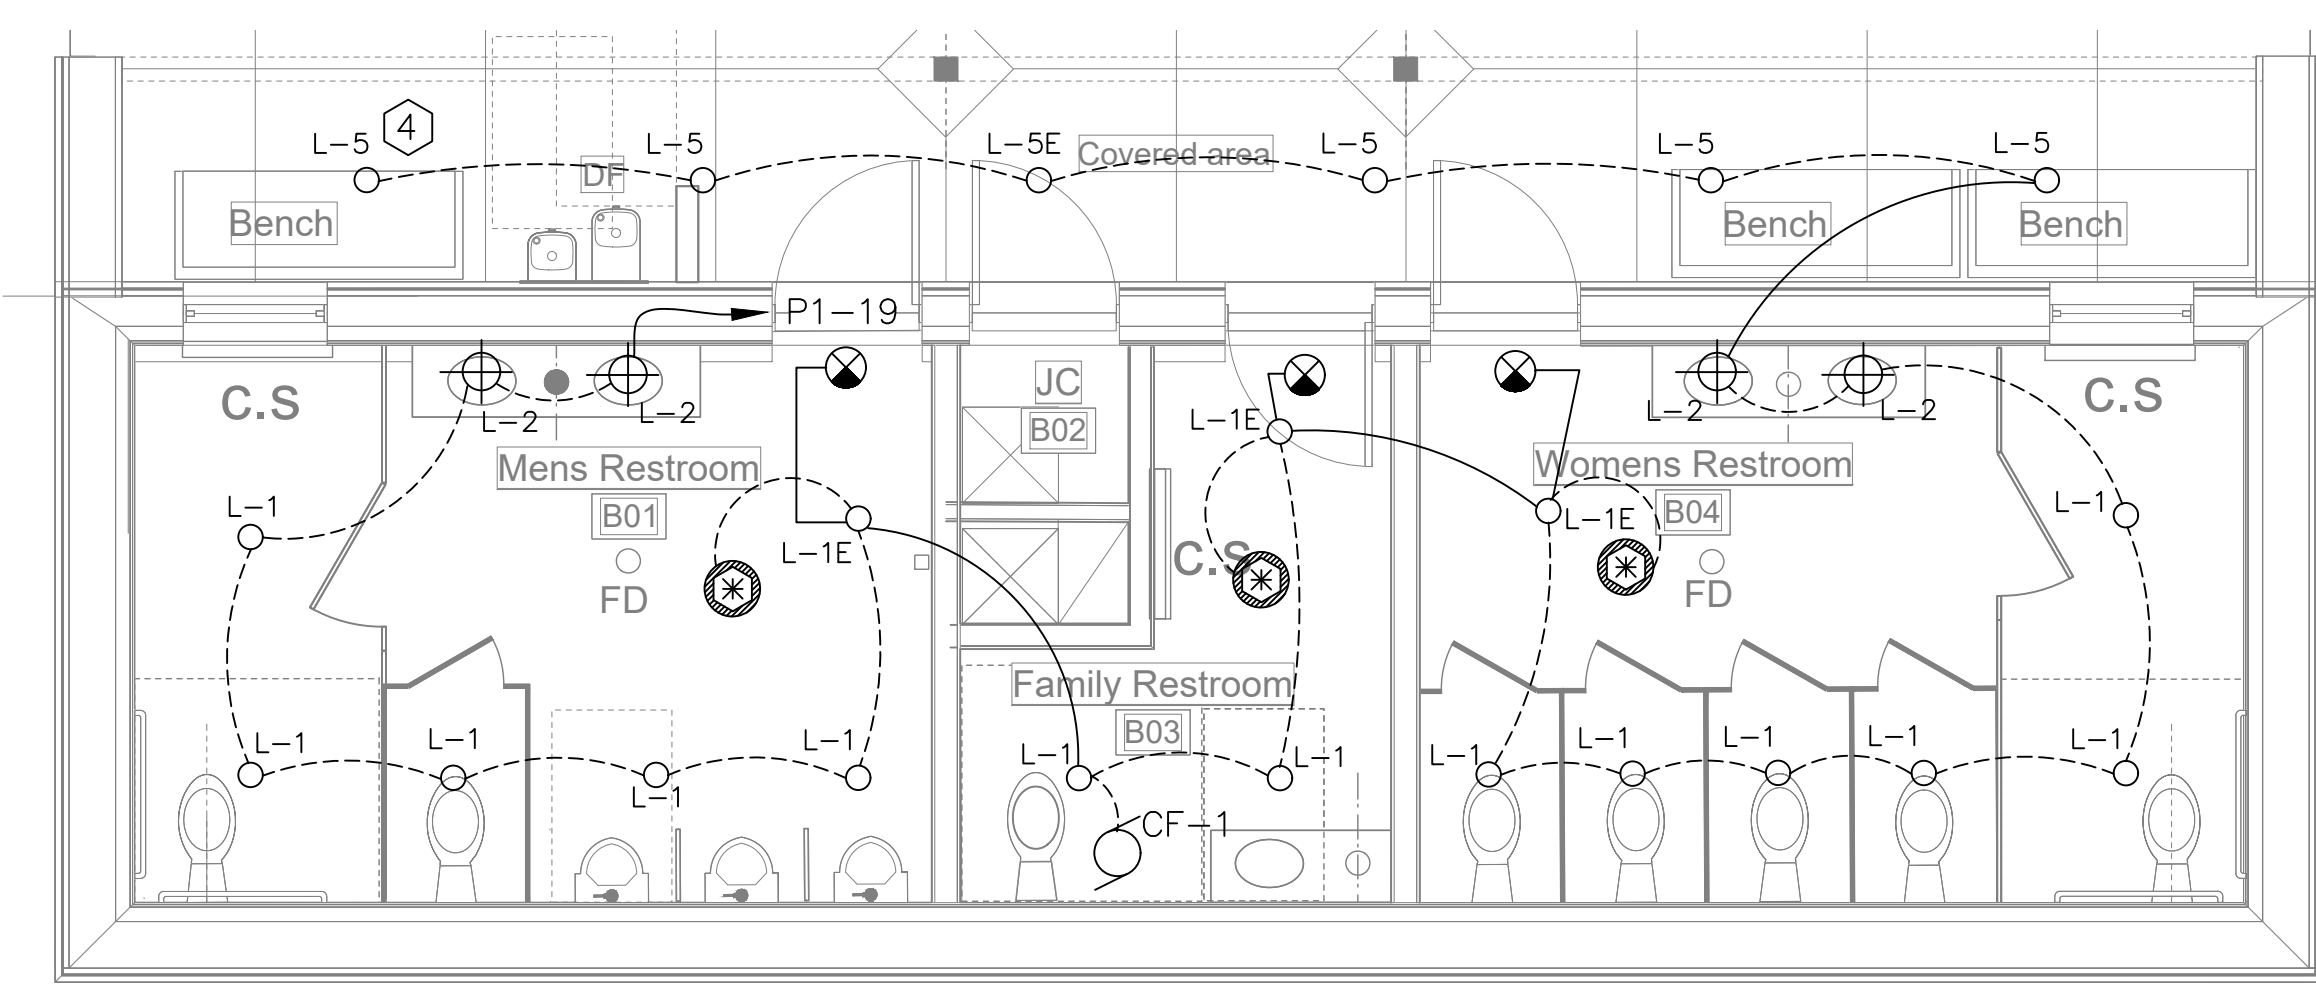 L-5
4
L-5
L-5E
Covered area
L-5
L-5
L-5
DF
Bench
Bench
Bench
P1-19
c.s
L-2
L-2
JC
B02
L-1E
L-2
L-2
c.s
Mens Restroom
Womens Restroom
L-1
B01
L-1E
c.s
L-1E
B04
L-1
FD
FD
Family Restroom
B03
L-1
L-1
L-1
L-1
L-1
L-1
L-1
L-1
L-1
L-1
L-1
CF-1